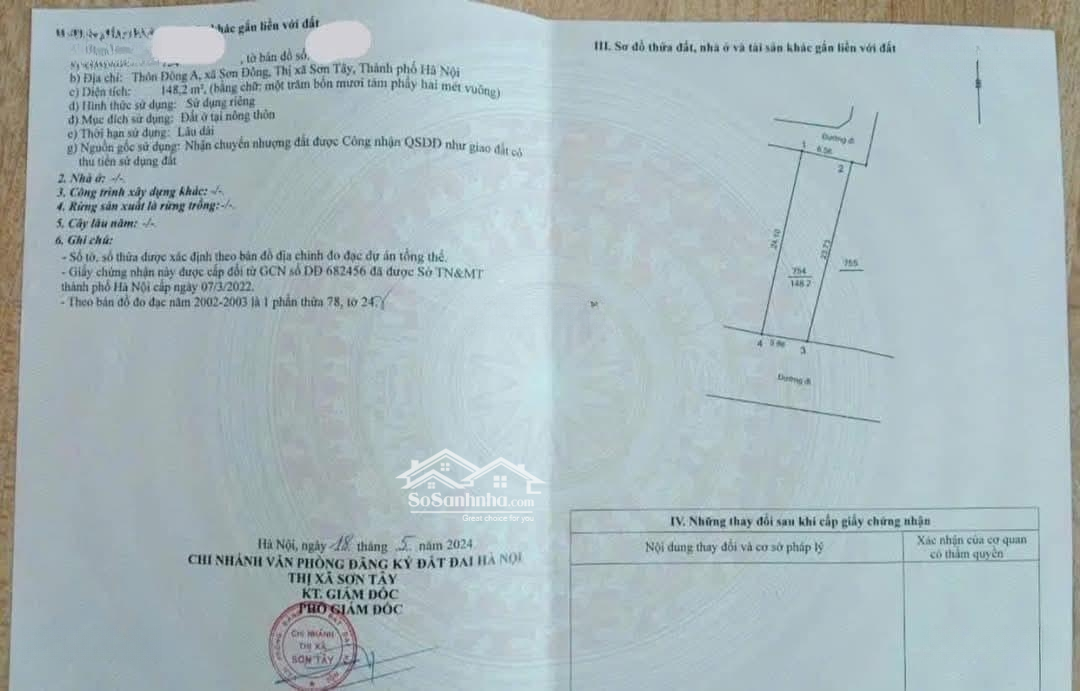 khác gắn liền với đất
, tờ bản đồ số:
b) Địa chỉ: Thôn Đông A, xã Sơn Đông, Thị xã Sơn Tây, Thành phố Hà Nội
c) Diện tích: 148,2 m², (bằng chữ: một trăm bốn mươi tám phẩy hai mét vuông)
d) Hình thức sử dụng: Sử dụng riêng
đ) Mục đích sử dụng: Đất ở tại nông thôn
e) Thời hạn sử dụng: Lâu dài
g) Nguồn gốc sử dụng: Nhận chuyển nhượng đất được Công nhận QSDĐ như giao đất có
thu tiền sử dụng đất
2. Nhà ở: -/-.
3. Công trình xây dựng khác: -/-.
4. Rừng sản xuất là rừng trồng: -/-.
5. Cây lâu năm: -/-.
6. Ghi chú:
- Số tờ, số thửa được xác định theo bản đồ địa chính đo đạc dự án tổng thể.
- Giấy chứng nhận này được cấp đổi từ GCN số DĐ 682456 đã được Sở TN&MT
thành phố Hà Nội cấp ngày 07/3/2022.
- Theo bản đồ đo đạc năm 2002-2003 là 1 phần thửa 78, tờ 24.
Hà Nội, ngày 18 tháng 5 năm 2024
CHI NHÁNH VĂN PHÒNG ĐĂNG KÝ ĐẤT ĐAI HÀ NỘI
THỊ XÃ SƠN TÂY
KT. GIÁM ĐỐC
PHÓ GIÁM ĐỐC
CHI NHÁNH
THỊ XÃ
SƠN TÂY
SoSanhnha.com
Great choice for you
III. Sơ đồ thửa đất, nhà ở và tài sản khác gắn liền với đất
Đường đi
1
6.56
2
24.10
23.73
754
148.2
755
4
5.86
3
Đường đi
IV. Những thay đổi sau khi cấp giấy chứng nhận
Nội dung thay đổi và cơ sở pháp lý
Xác nhận của cơ quan
có thẩm quyền